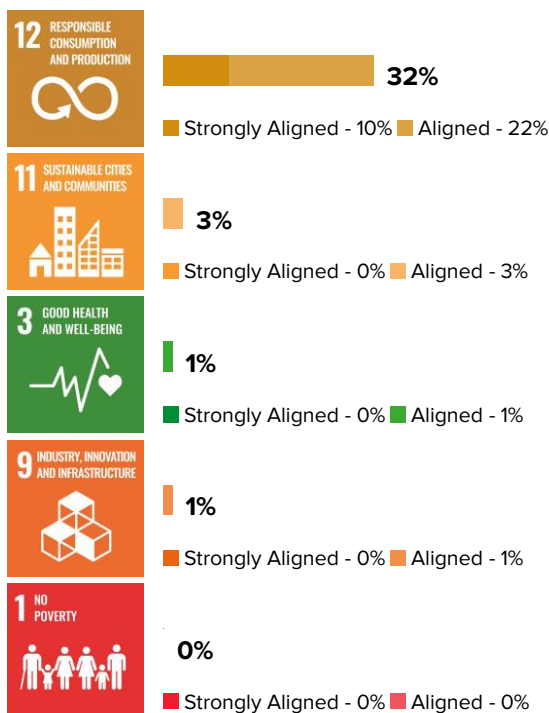 12 RESPONSIBLE
CONSUMPTION
AND PRODUCTION
32%
Strongly Aligned - 10% Aligned - 22%
11 SUSTAINABLE CITIES
AND COMMUNITIES
3%
Strongly Aligned - 0% Aligned - 3%
3 GOOD HEALTH
AND WELL-BEING
1%
Strongly Aligned - 0% Aligned - 1%
9 INDUSTRY, INNOVATION
AND INFRASTRUCTURE
1%
Strongly Aligned - 0% Aligned - 1%
1 NO
POVERTY
0%
Strongly Aligned - 0% Aligned - 0%